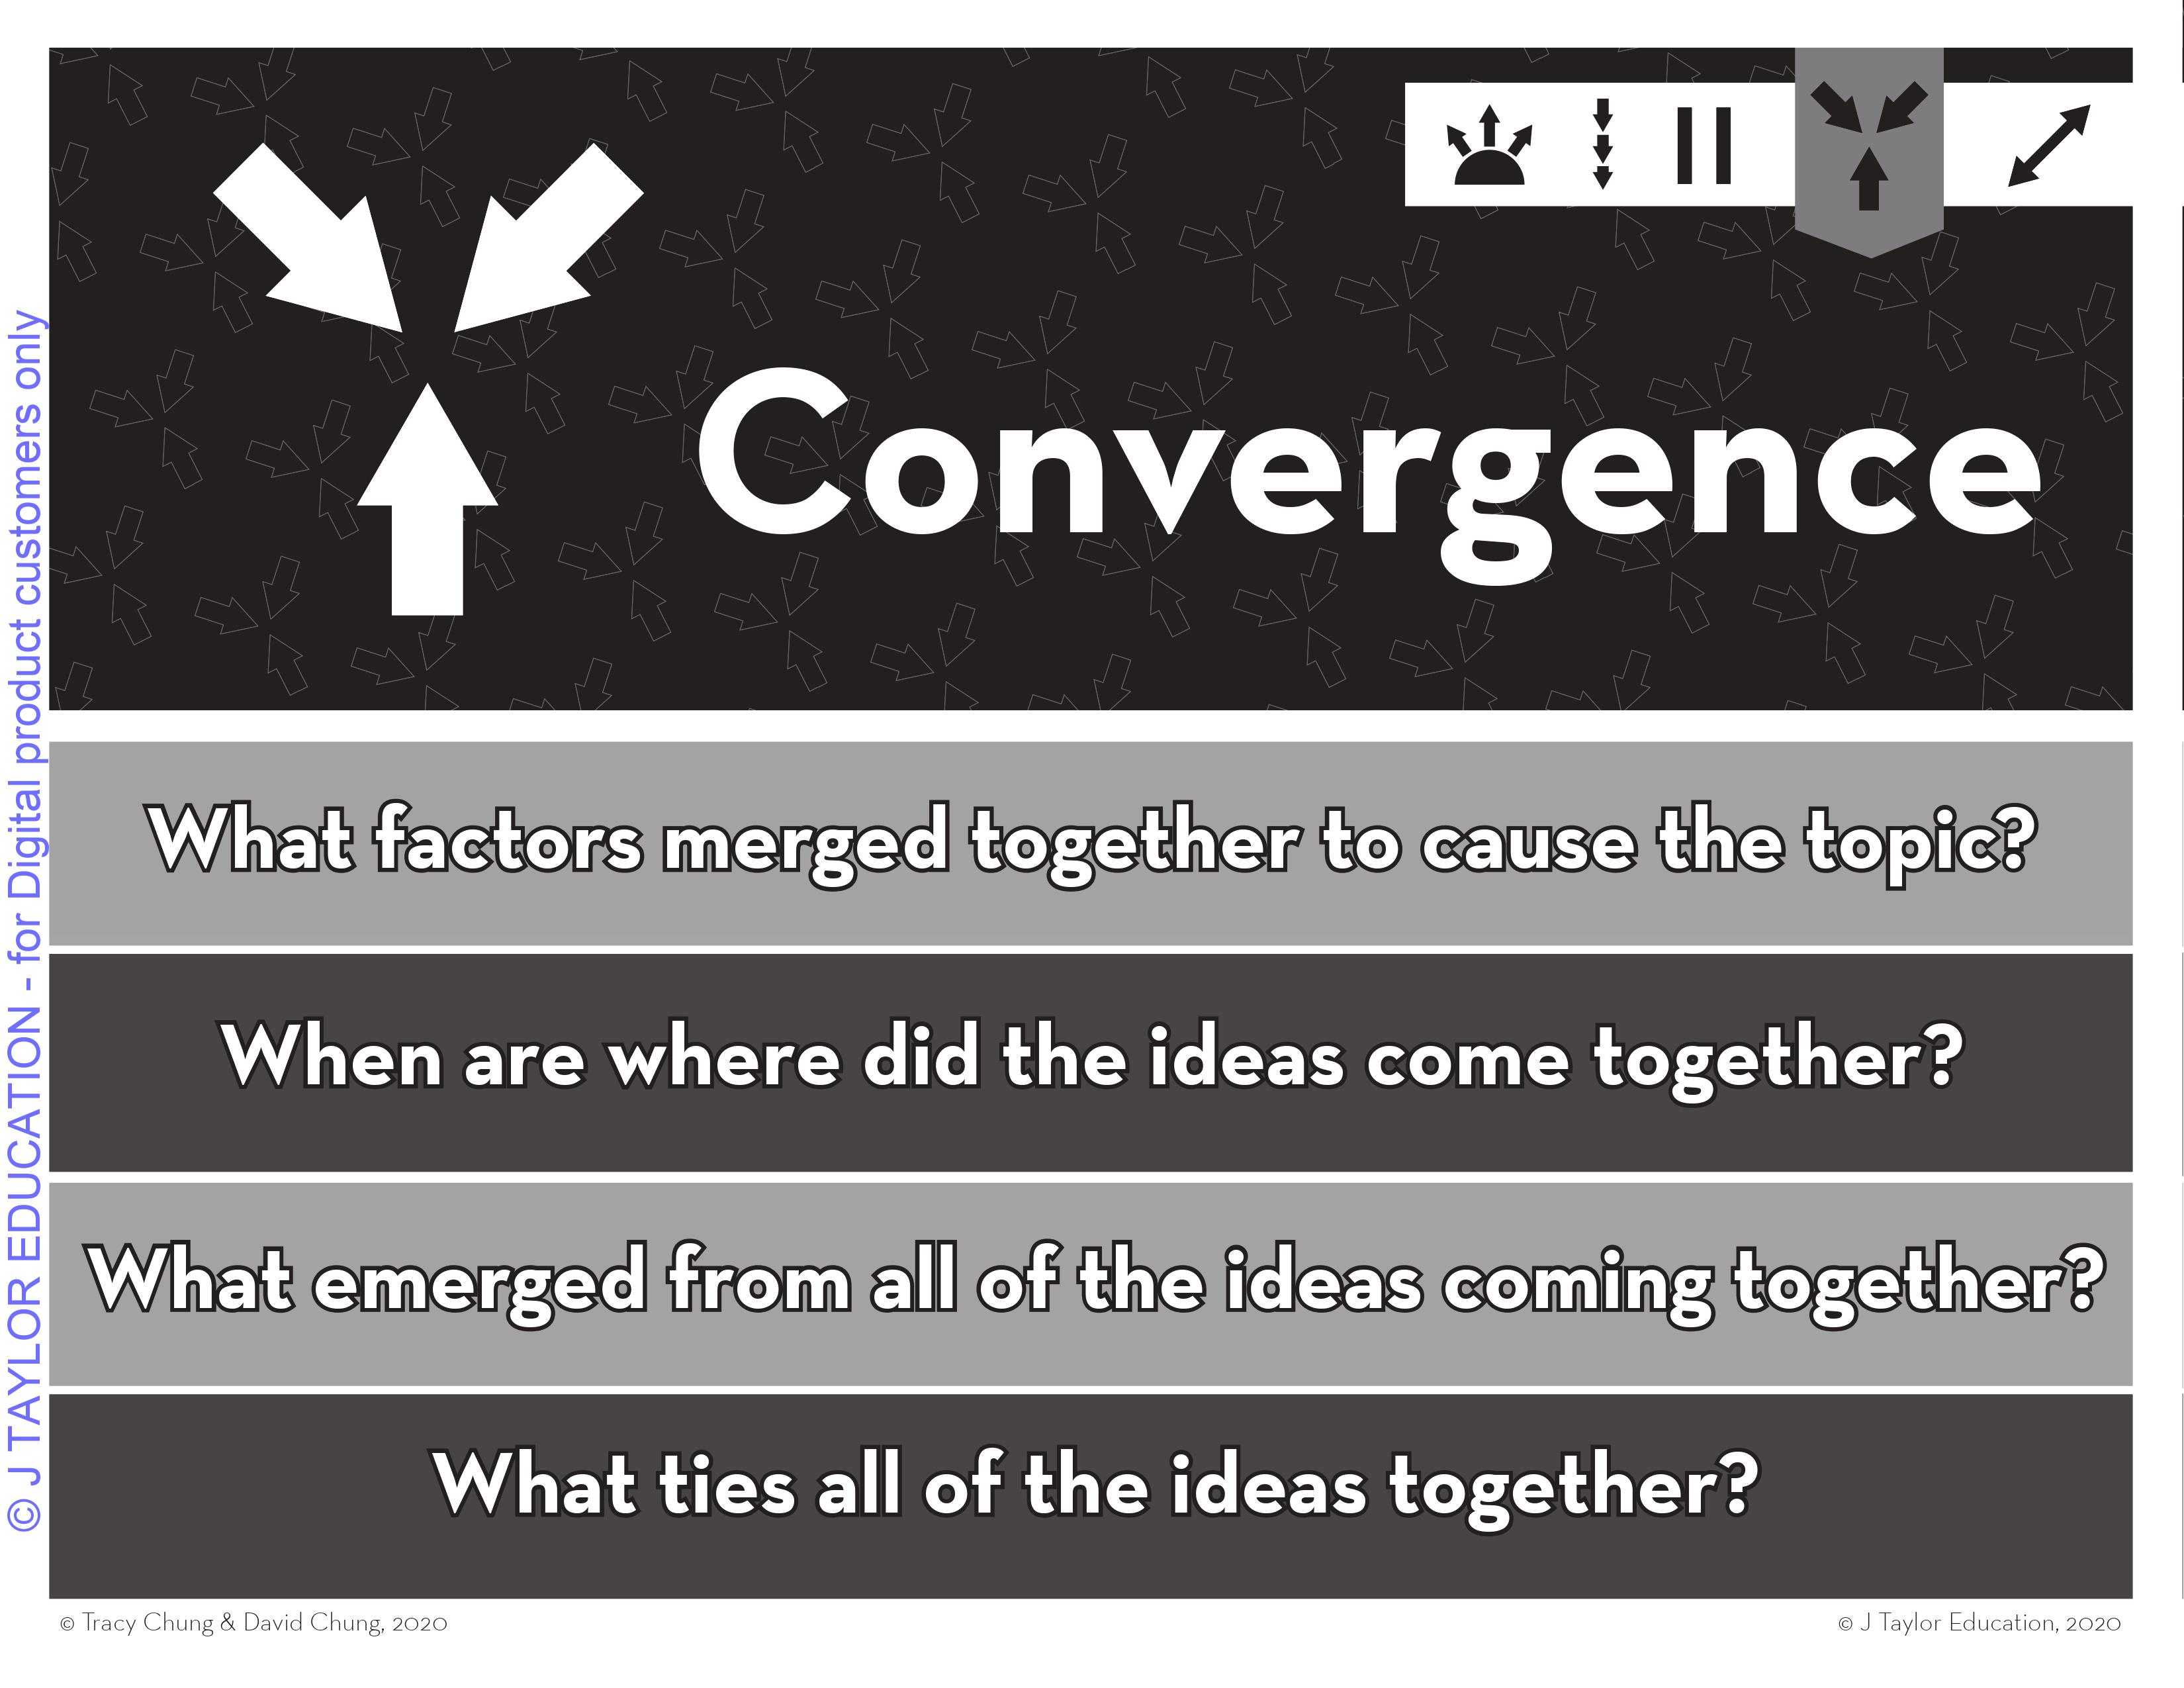 Convergence
What factors merged together to cause the topic?
When are where did the ideas come together?
What emerged from all of the ideas coming together?
What ties all of the ideas together?
© Tracy Chung & David Chung, 2020
© J Taylor Education, 2020
© J TAYLOR EDUCATION - for Digital product customers only